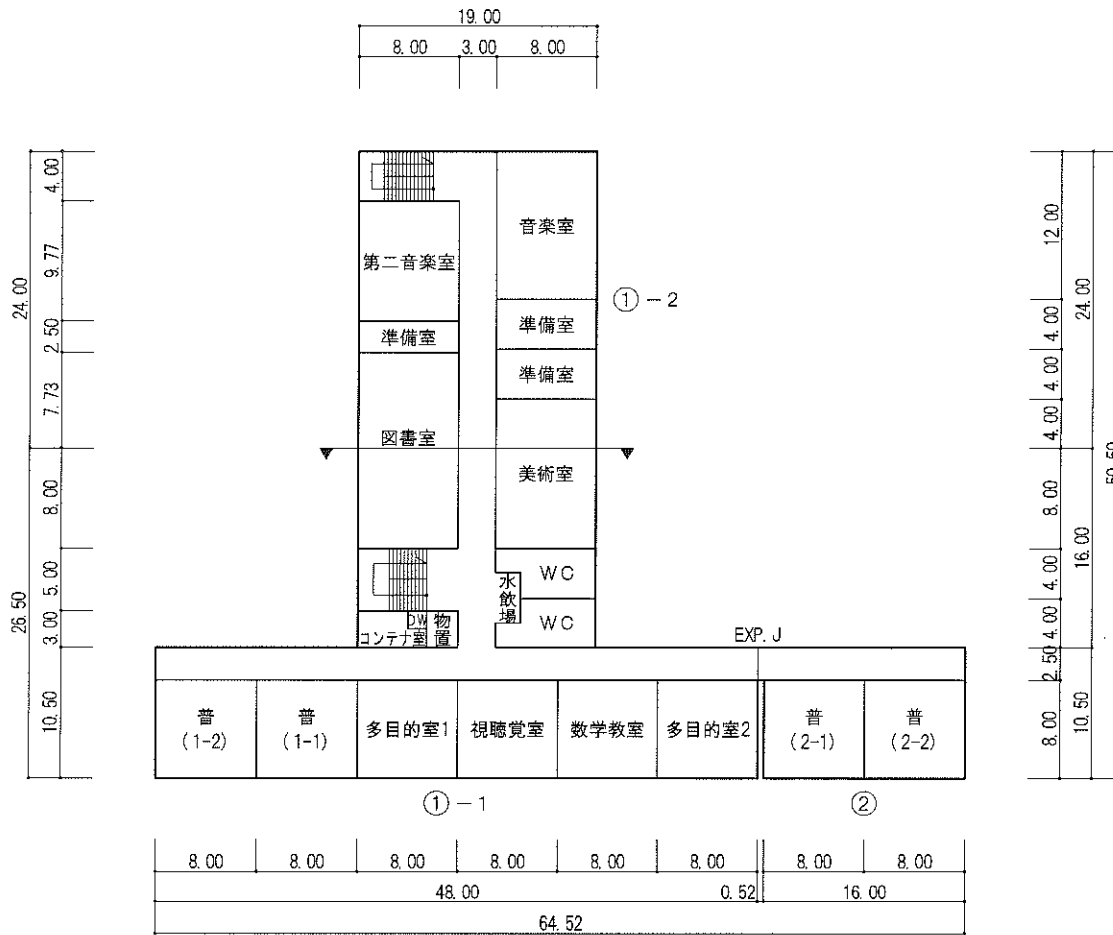 19.00
8.00
3.00
8.00
4.00
9.77
2.50
7.73
8.00
5.00
3.00
10.50
24.00
26.50
第二音楽室
準備室
図書室
音楽室
準備室
準備室
美術室
①-2
12.00
4.00
4.00
4.00
8.00
4.00
4.00
2.50
8.00
24.00
16.00
10.50
50.50
WC
水飲場
WC
DW
物置
コンテナ室
EXP. J
普
(1-2)
普
(1-1)
多目的室1
視聴覚室
数学教室
多目的室2
普
(2-1)
普
(2-2)
①-1
②
8.00
8.00
8.00
8.00
8.00
8.00
8.00
8.00
48.00
0.52
16.00
64.52